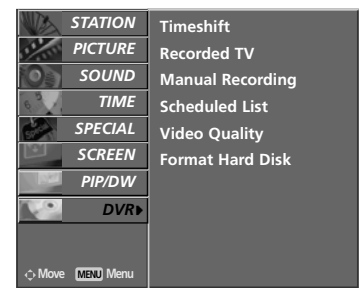 STATION
PICTURE
SOUND
TIME
SPECIAL
SCREEN
PIP/DW
DVR
Move MENU Menu
Timeshift
Recorded TV
Manual Recording
Scheduled List
Video Quality
Format Hard Disk